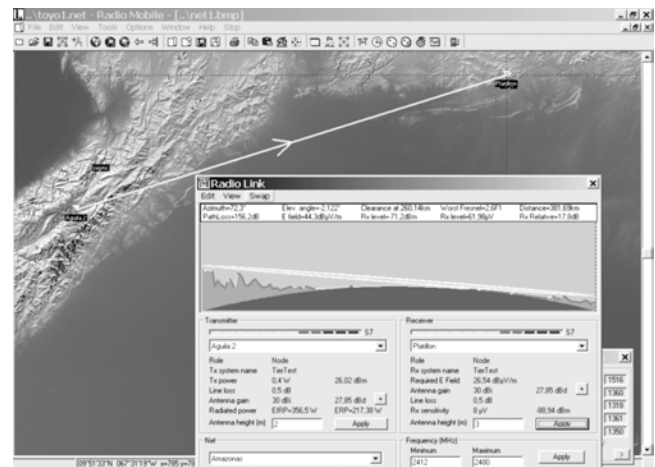 ..\toyo1.net - Radio Mobile - [..\net1.bmp]
File Edit View Tools Options Window Help Stop
Platillon
Aguila 2
Radio Link
Edit View Swap
Azimuth=72,3° Elev. angle=-2,122° Clearance at 260,14km Worst Fresnel=2,6F1 Distance=381,69km
PathLoss=156,2dB E field=44,3dBµV/m Rx level=-71,2dBm Rx level=61,98µV Rx Relative=17,8dB
Transmitter
S7
Aguila 2
Role Node
Tx system name TierTest
Tx power 0,4 W 26,02 dBm
Line loss 0,5 dB
Antenna gain 30 dBi 27,85 dBd
Radiated power EIRP=356,5 W ERP=217,38 W
Antenna height (m) 2 Apply
Net
Amazonas
Receiver
S7
Platillon
Role Node
Rx system name TierTest
Required E Field 26,54 dBµV/m
Antenna gain 30 dBi 27,85 dBd
Line loss 0,5 dB
Rx sensitivity 8 µV -88,94 dBm
Antenna height (m) 3 Apply
Frequency (MHz)
Minimum Maximum
2412 2480 Apply
1516
1360
1318
1361
1350